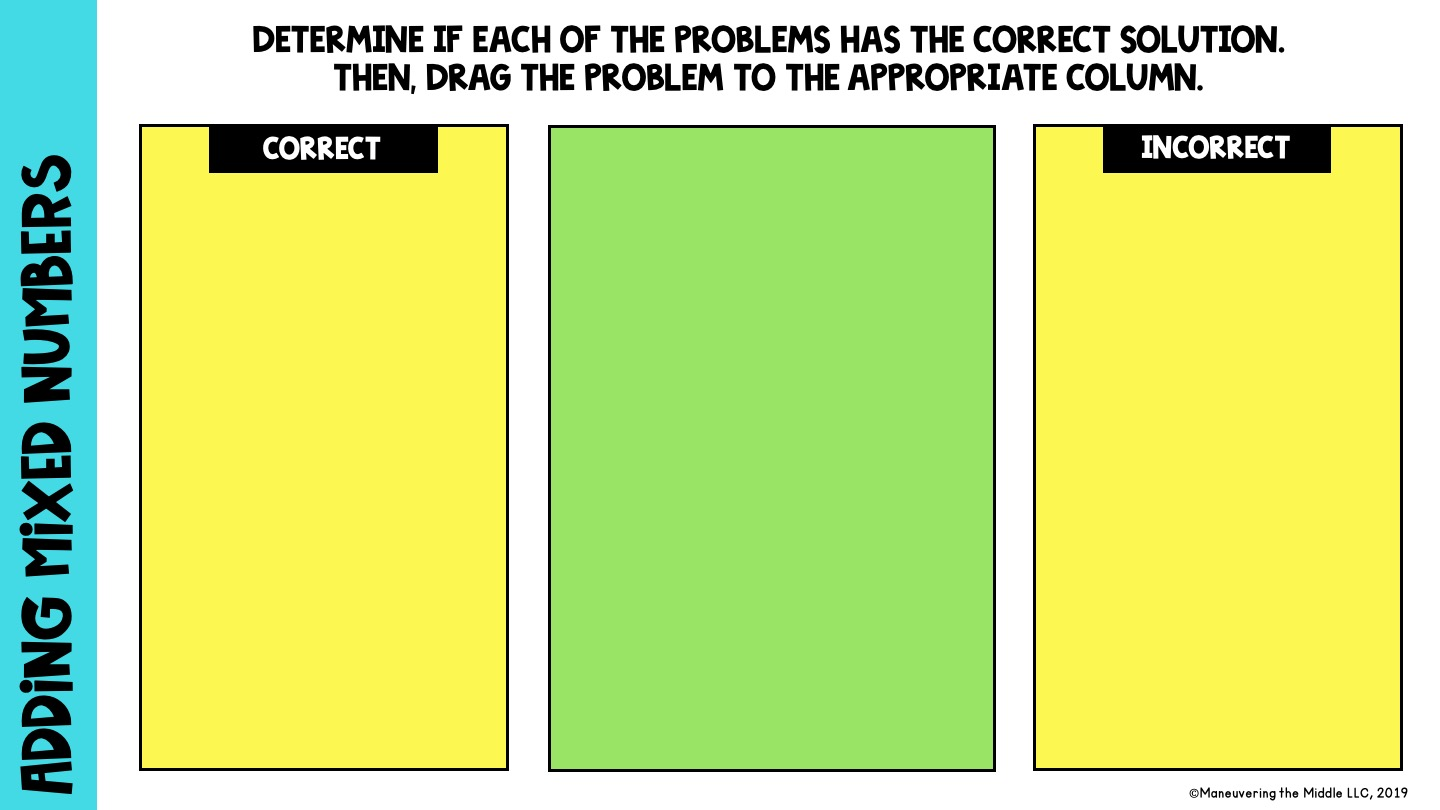 DETERMINE IF EACH OF THE PROBLEMS HAS THE CORRECT SOLUTION.
THEN, DRAG THE PROBLEM TO THE APPROPRIATE COLUMN.
ADDiNG MiXED NUMBERS
CORRECT
INCORRECT
©Maneuvering the Middle LLC, 2019